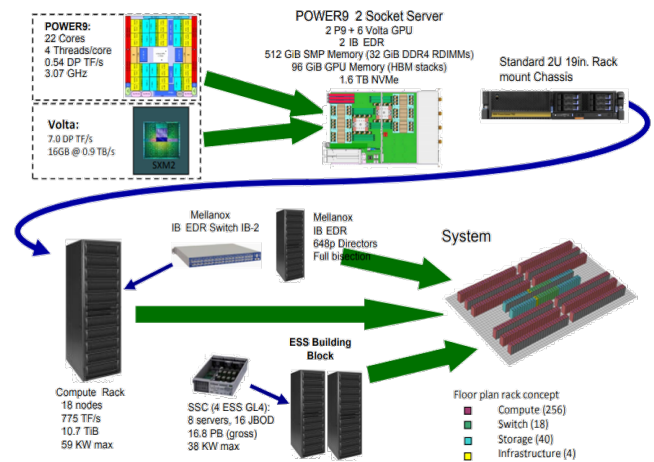 POWER9:
22 Cores
4 Threads/core
0.54 DP TF/s
3.07 GHz
Volta:
7.0 DP TF/s
16GB @ 0.9 TB/s
SXM2
POWER9 2 Socket Server
2 P9 + 6 Volta GPU
2 IB EDR
512 GiB SMP Memory (32 GiB DDR4 RDIMMs)
96 GiB GPU Memory (HBM stacks)
1.6 TB NVMe
Standard 2U 19in. Rack
mount Chassis
Mellanox
IB EDR Switch IB-2
Mellanox
IB EDR
648p Directors
Full bisection
System
Compute Rack
18 nodes
775 TF/s
10.7 TiB
59 KW max
ESS Building
Block
SSC (4 ESS GL4):
8 servers, 16 JBOD
16.8 PB (gross)
38 KW max
Floor plan rack concept
Compute (256)
Switch (18)
Storage (40)
Infrastructure (4)